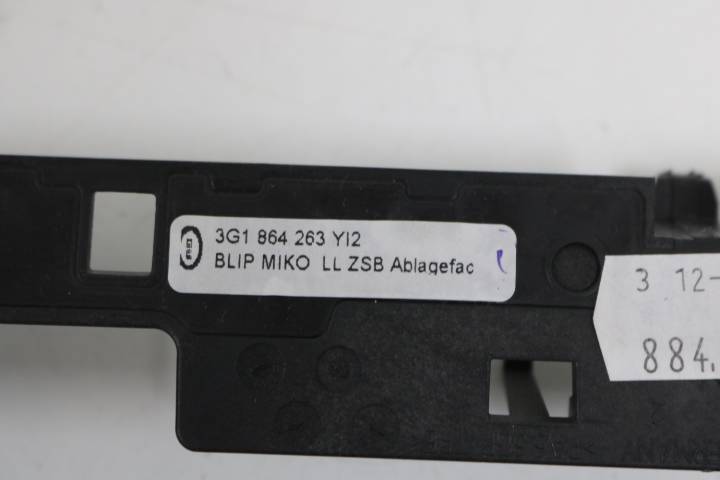 3G1 864 263 YI2
BLIP MIKO LL ZSB Ablagefac
3 12-
884.